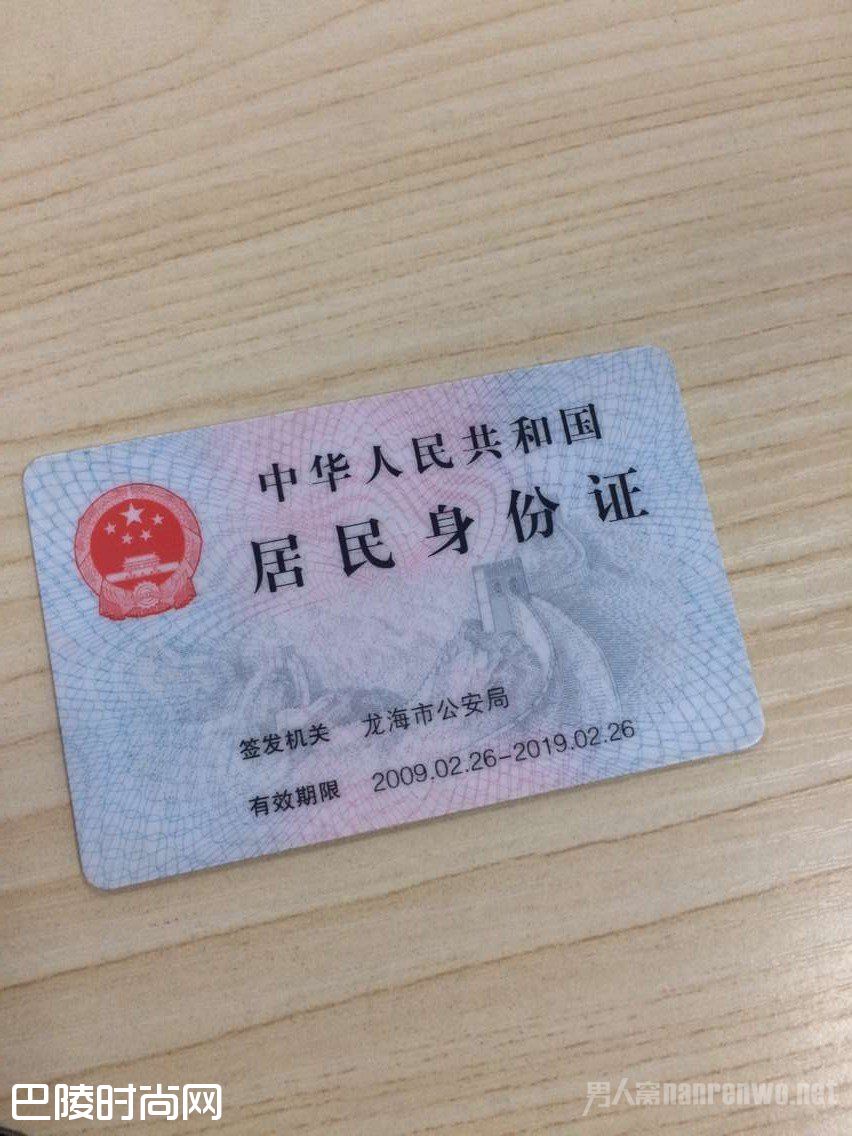 中华人民共和国
居民身份证
签发机关 龙海市公安局
有效期限 2009.02.26-2019.02.26
巴陵时尚网
男人窝nanrenwo.net